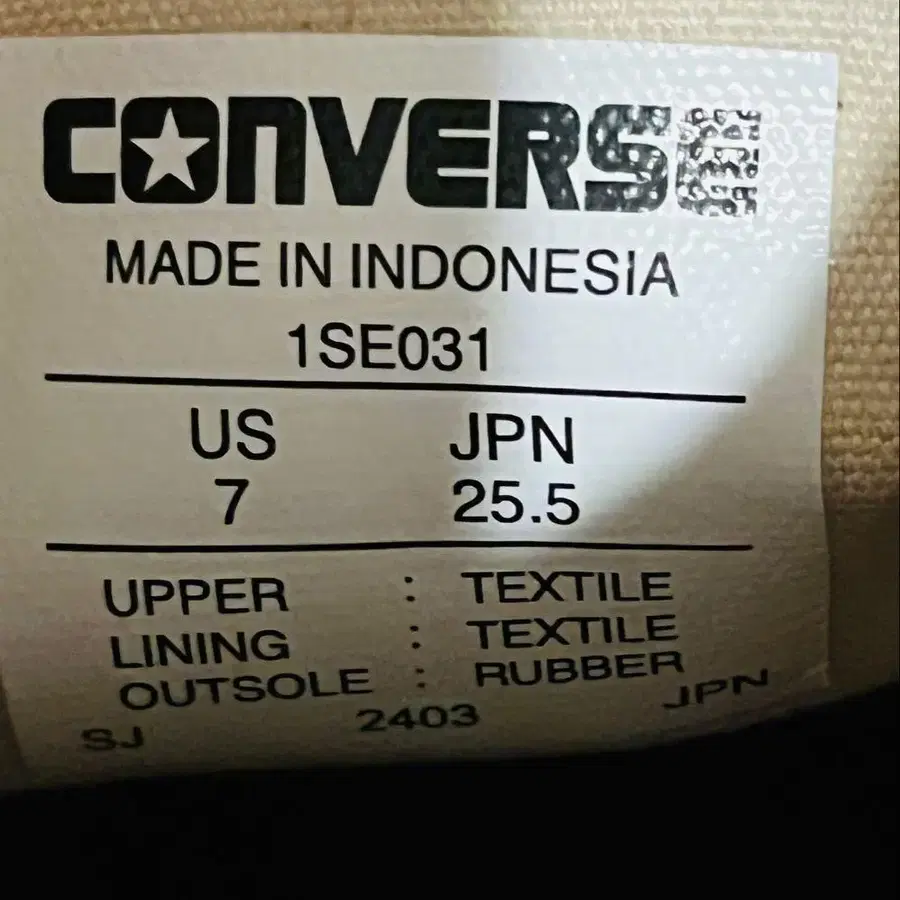 CONVERSE
MADE IN INDONESIA
1SE031
US JPN
7 25.5
UPPER : TEXTILE
LINING : TEXTILE
OUTSOLE : RUBBER
SJ 2403 JPN